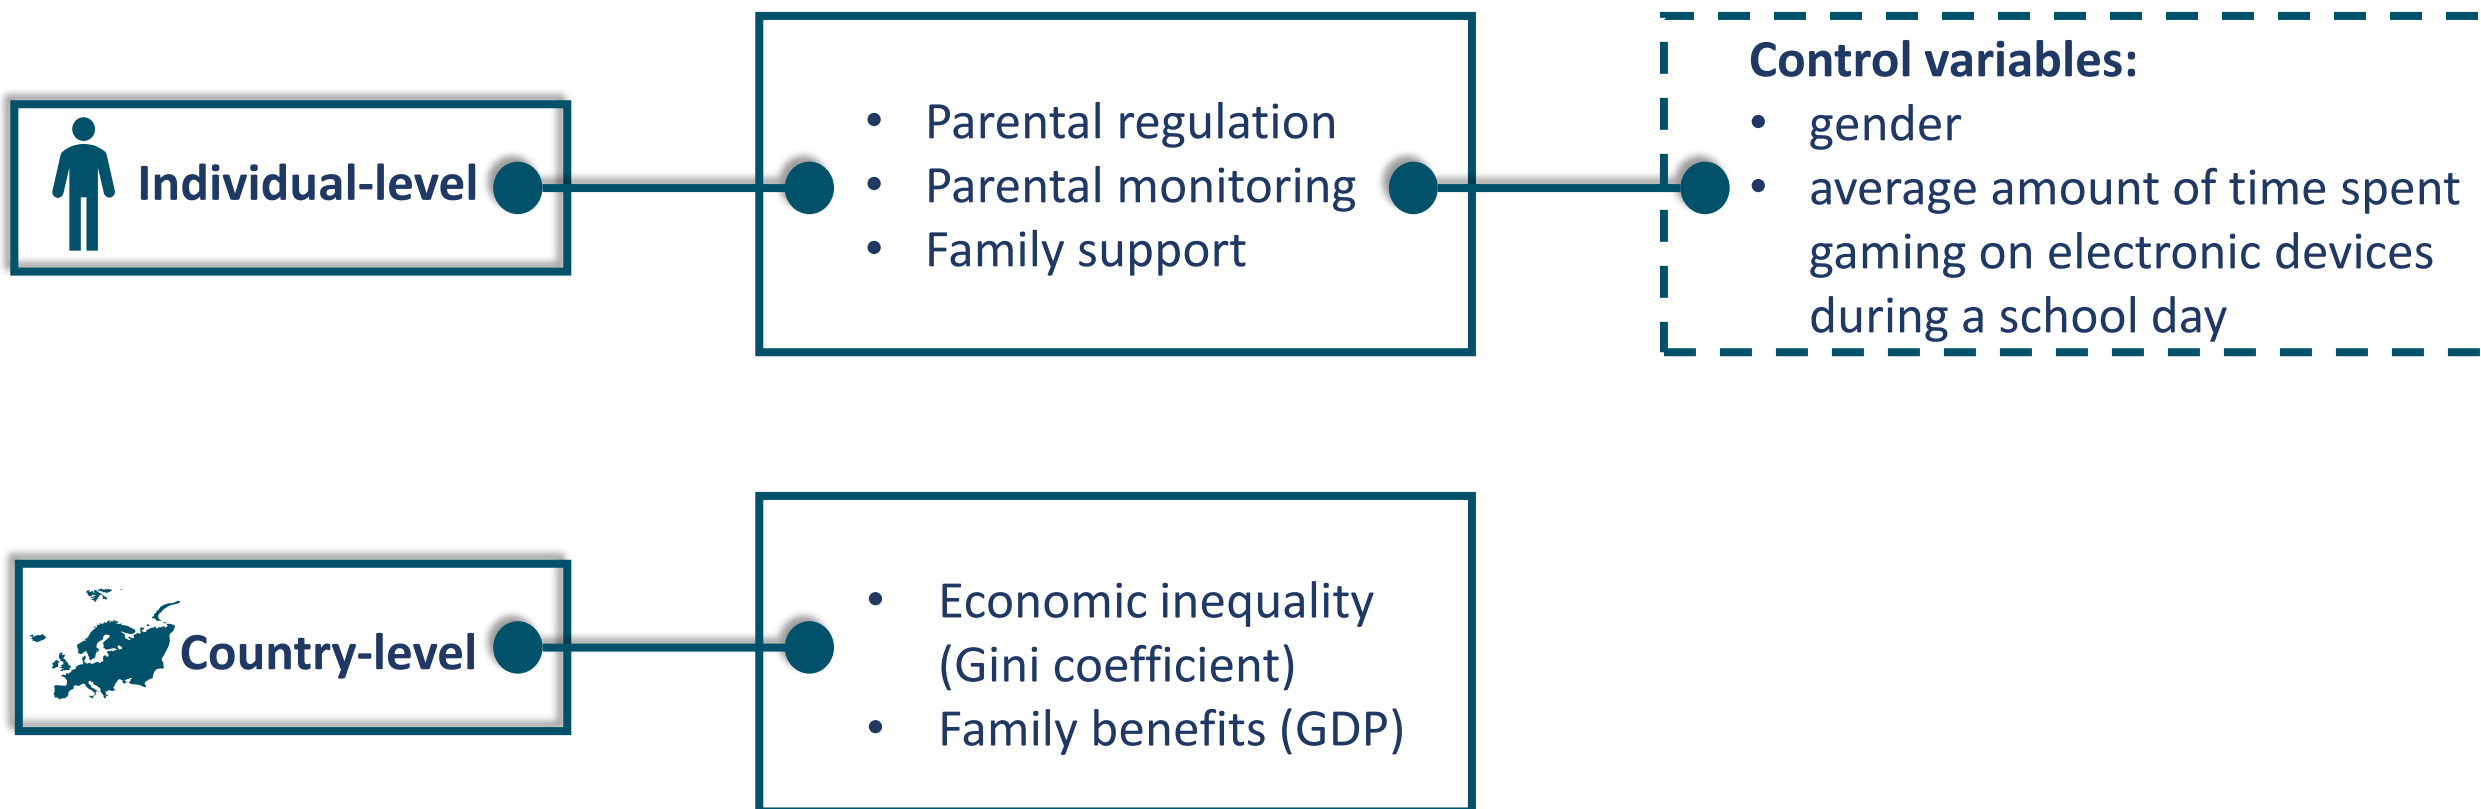 Individual-level
• Parental regulation
• Parental monitoring
• Family support
Control variables:
• gender
• average amount of time spent
gaming on electronic devices
during a school day
Country-level
• Economic inequality
(Gini coefficient)
• Family benefits (GDP)